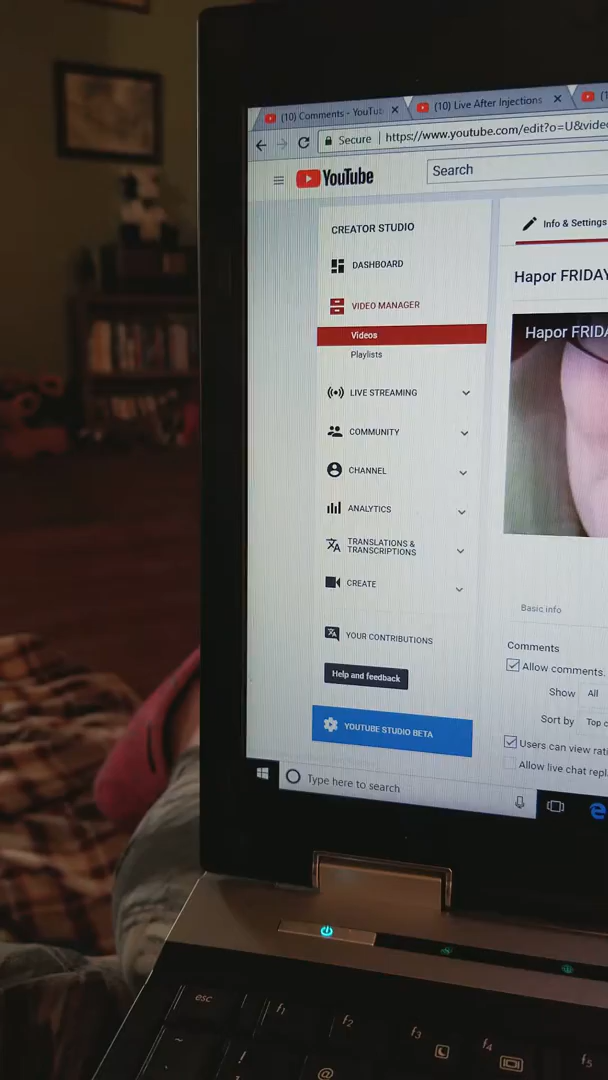 (10) Comments - YouTub
(10) Live After Injections
Secure
https://www.youtube.com/edit?o=U&video
YouTube
Search
CREATOR STUDIO
DASHBOARD
VIDEO MANAGER
Videos
Playlists
LIVE STREAMING
COMMUNITY
CHANNEL
ANALYTICS
TRANSLATIONS &
TRANSCRIPTIONS
CREATE
YOUR CONTRIBUTIONS
Help and feedback
YOUTUBE STUDIO BETA
Info & Settings
Hapor FRIDAY
Hapor FRIDA
Basic info
Comments
Allow comments.
Show All
Sort by Top c
Users can view rati
Allow live chat repl
Type here to search
esc
f1
f2
f3
f4
f5
~
!
@